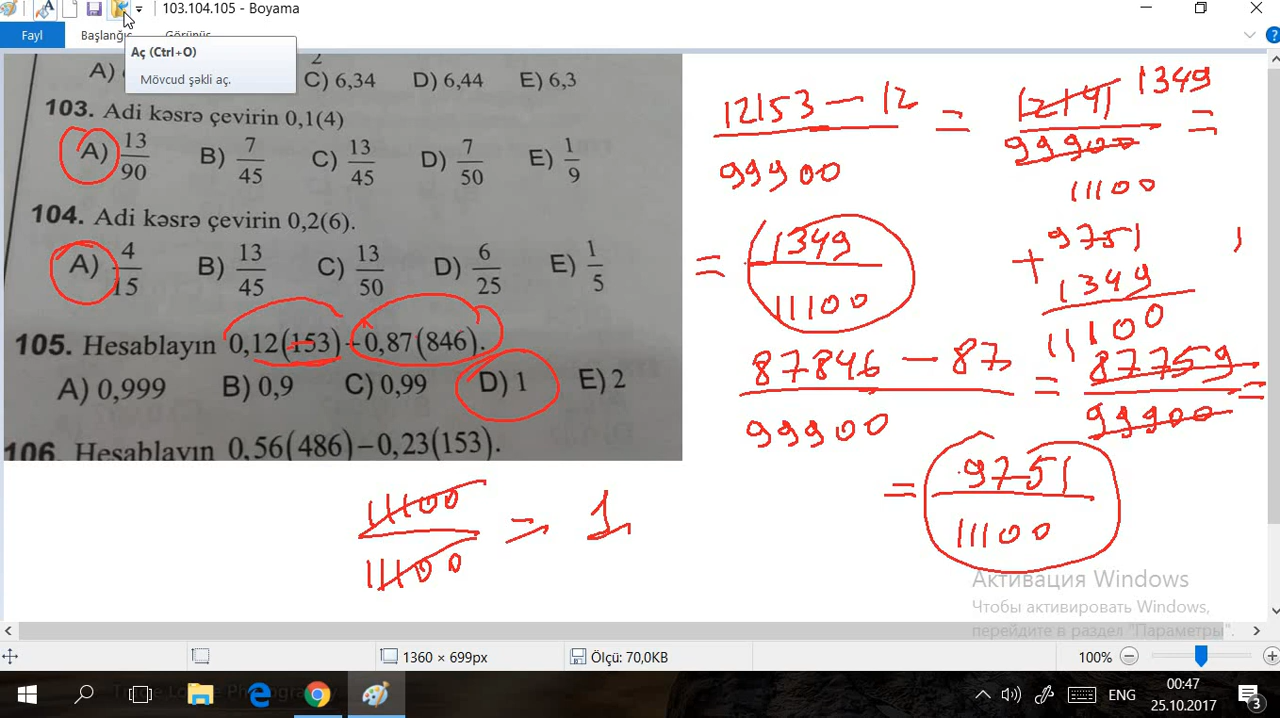 103.104.105 - Boyama
Fayl Başlanğıc Görünüş
Aç (Ctrl+O)
Mövcud şəkli aç.
A) C) 6,34 D) 6,44 E) 6,3
103. Adi kəsrə çevirin 0,1(4)
A) 13/90 B) 7/45 C) 13/45 D) 7/50 E) 1/9
104. Adi kəsrə çevirin 0,2(6).
A) 4/15 B) 13/45 C) 13/50 D) 6/25 E) 1/5
105. Hesablayın 0,12(153)+0,87(846).
A) 0,999 B) 0,9 C) 0,99 D) 1 E) 2
106. Hesablayın 0,56(486)–0,23(153).
11100/11100 = 1
12153 – 12 / 99900 = 12141 / 99900 =
1349
11100
= 1349/11100
9751
+ 1349
11100
87846 – 87 / 99900 = 87759 / 99900 =
= 9751/11100
Активация Windows
Чтобы активировать Windows,
перейдите в раздел "Параметры".
1360 × 699px Ölçü: 70,0KB 100%
ENG 00:47
25.10.2017 3